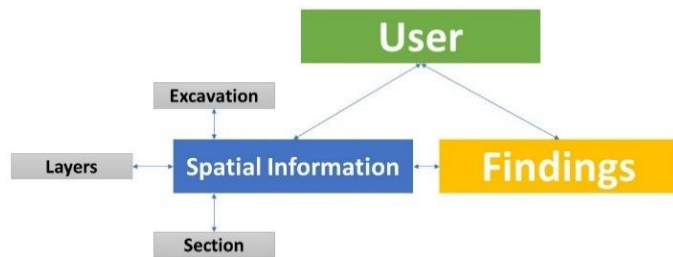 User
Excavation
Layers
Spatial Information
Findings
Section